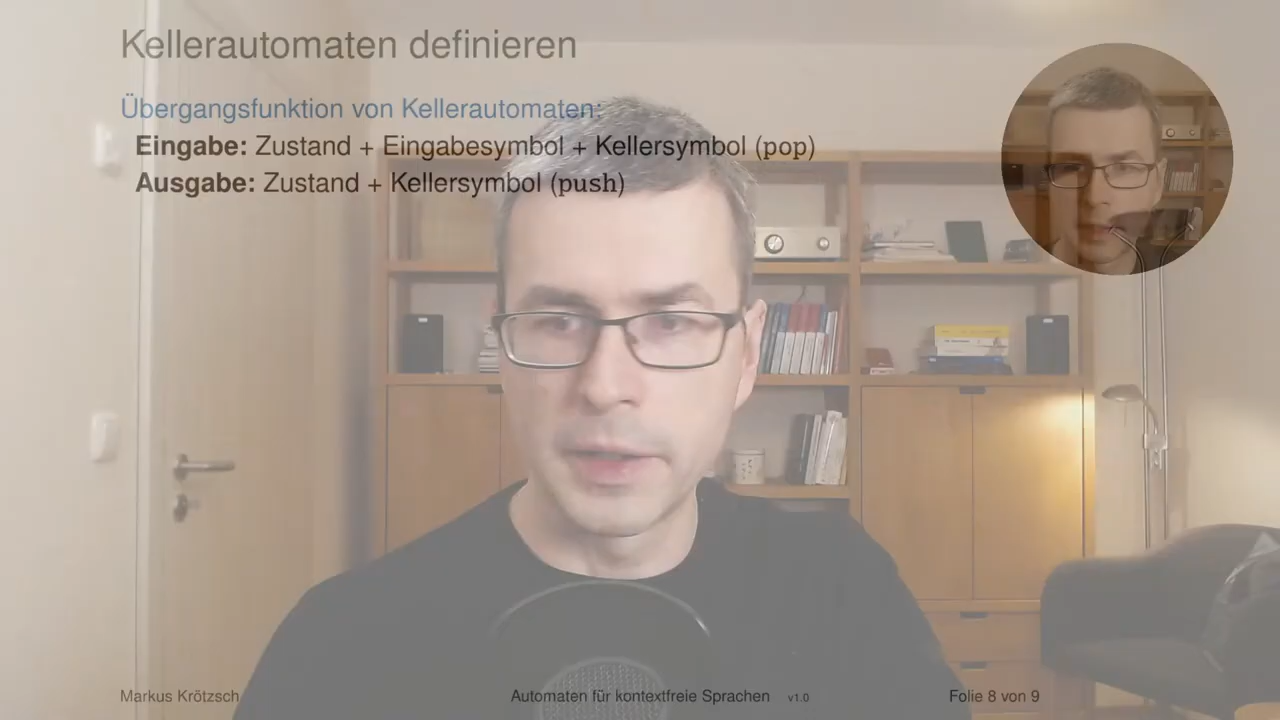 Kellerautomaten definieren
Übergangsfunktion von Kellerautomaten:
Eingabe: Zustand + Eingabesymbol + Kellersymbol (pop)
Ausgabe: Zustand + Kellersymbol (push)
Markus Krötzsch Automaten für kontextfreie Sprachen v1.0 Folie 8 von 9